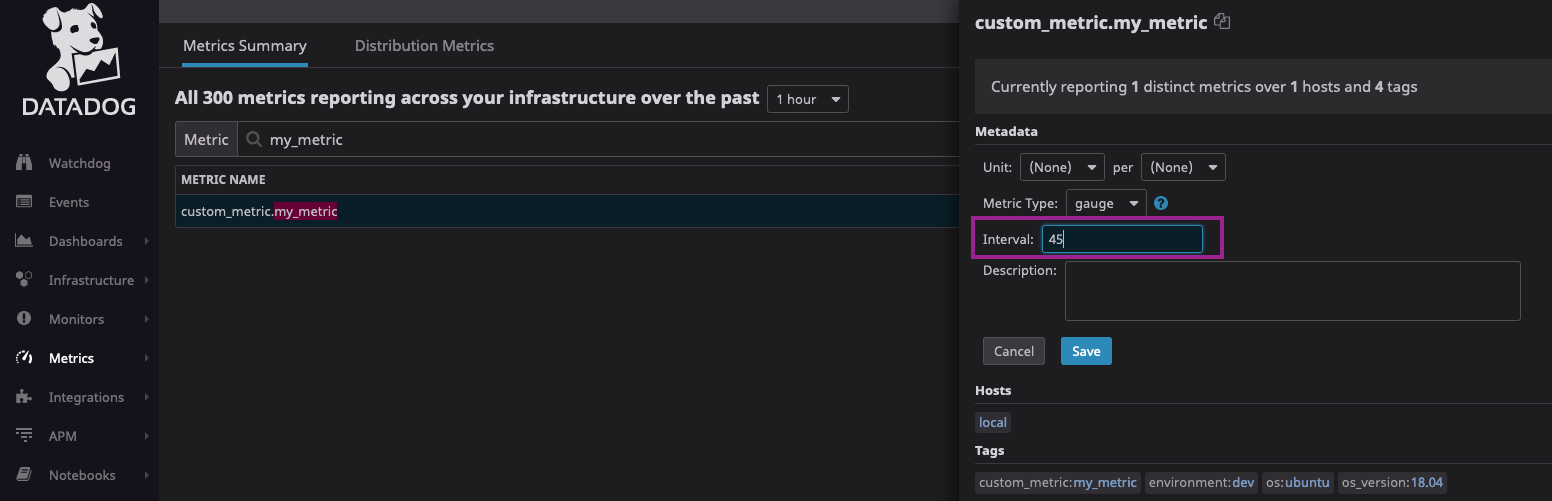 DATADOG
Watchdog
Events
Dashboards
Infrastructure
Monitors
Metrics
Integrations
APM
Notebooks
Metrics Summary
Distribution Metrics
All 300 metrics reporting across your infrastructure over the past 1 hour
Metric my_metric
METRIC NAME
custom_metric.my_metric
custom_metric.my_metric
Currently reporting 1 distinct metrics over 1 hosts and 4 tags
Metadata
Unit: (None) per (None)
Metric Type: gauge ?
Interval: 45
Description:
Cancel Save
Hosts
local
Tags
custom_metric:my_metric environment:dev os:ubuntu os_version:18.04